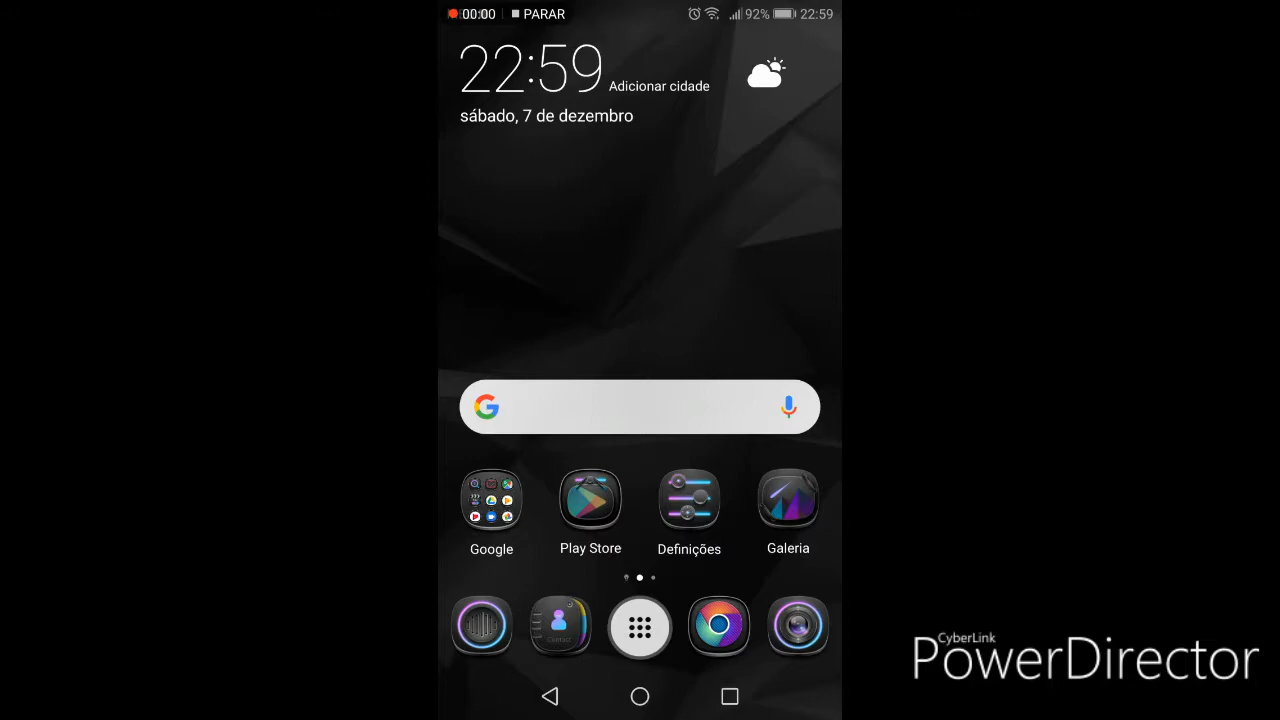 00:00 PARAR 92% 22:59
22:59 Adicionar cidade
sábado, 7 de dezembro
Google Play Store Definições Galeria
Contact
CyberLink
PowerDirector